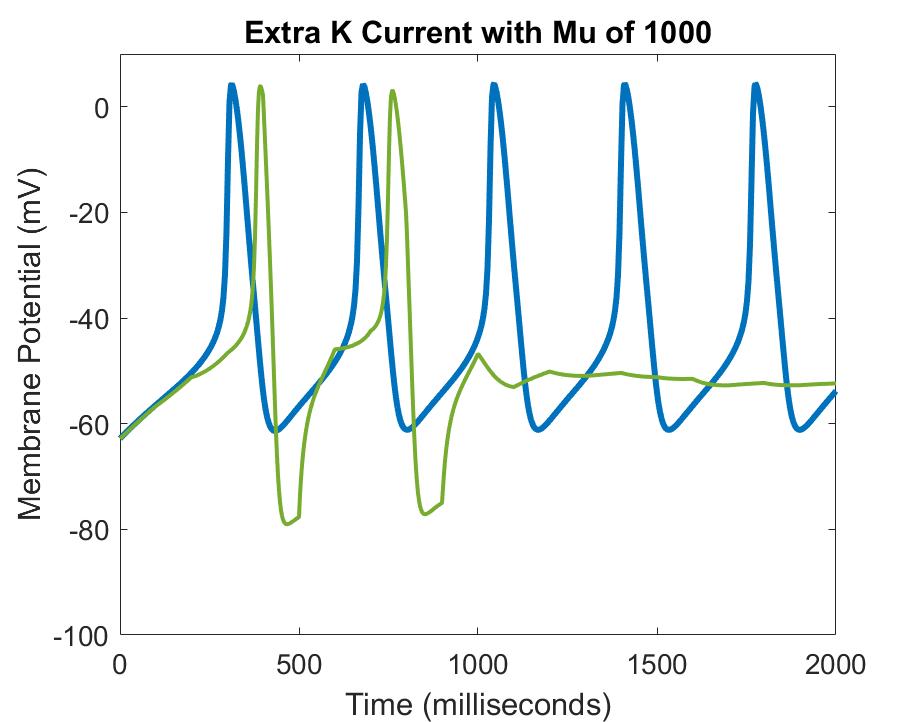 Extra K Current with Mu of 1000
Membrane Potential (mV)
0
-20
-40
-60
-80
-100
0 500 1000 1500 2000
Time (milliseconds)